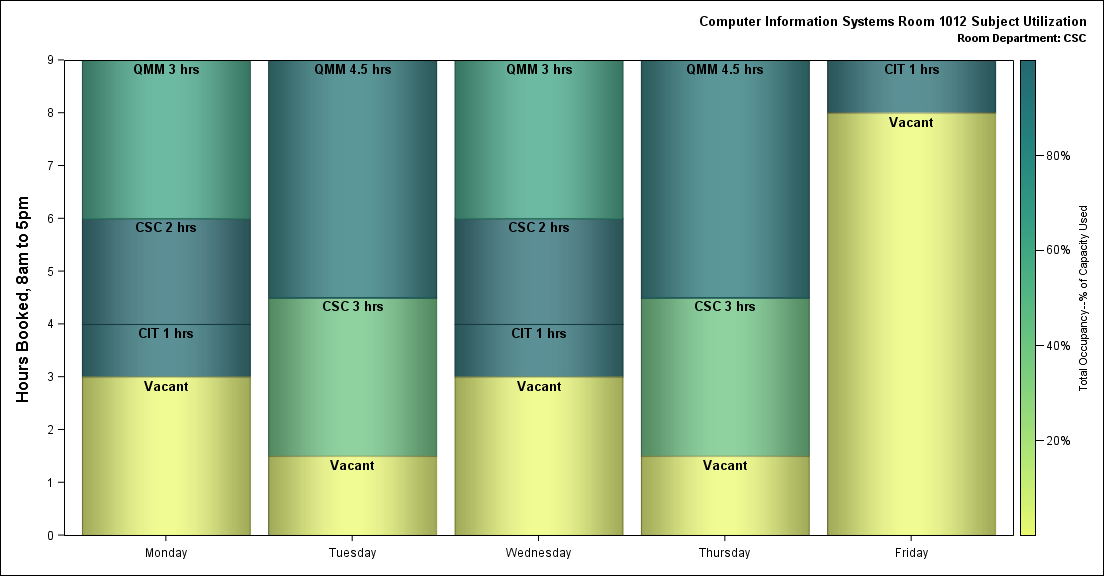 Computer Information Systems Room 1012 Subject Utilization
Room Department: CSC
Hours Booked, 8am to 5pm
9
8
7
6
5
4
3
2
1
0
QMM 3 hrs
CSC 2 hrs
CIT 1 hrs
Vacant
QMM 4.5 hrs
CSC 3 hrs
Vacant
QMM 3 hrs
CSC 2 hrs
CIT 1 hrs
Vacant
QMM 4.5 hrs
CSC 3 hrs
Vacant
CIT 1 hrs
Vacant
Monday
Tuesday
Wednesday
Thursday
Friday
80%
60%
40%
20%
Total Occupancy--% of Capacity Used